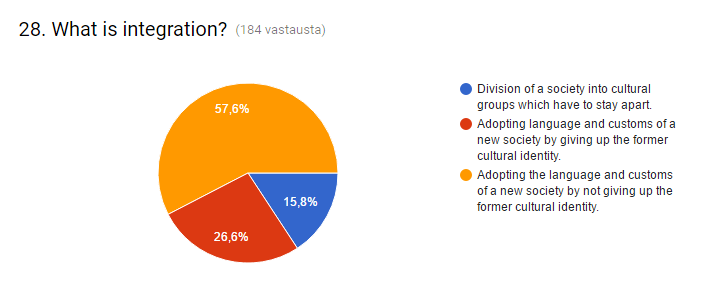 28. What is integration? (184 vastausta)
57,6%
15,8%
26,6%
Division of a society into cultural
groups which have to stay apart.
Adopting language and customs of a
new society by giving up the former
cultural identity.
Adopting the language and customs
of a new society by not giving up the
former cultural identity.